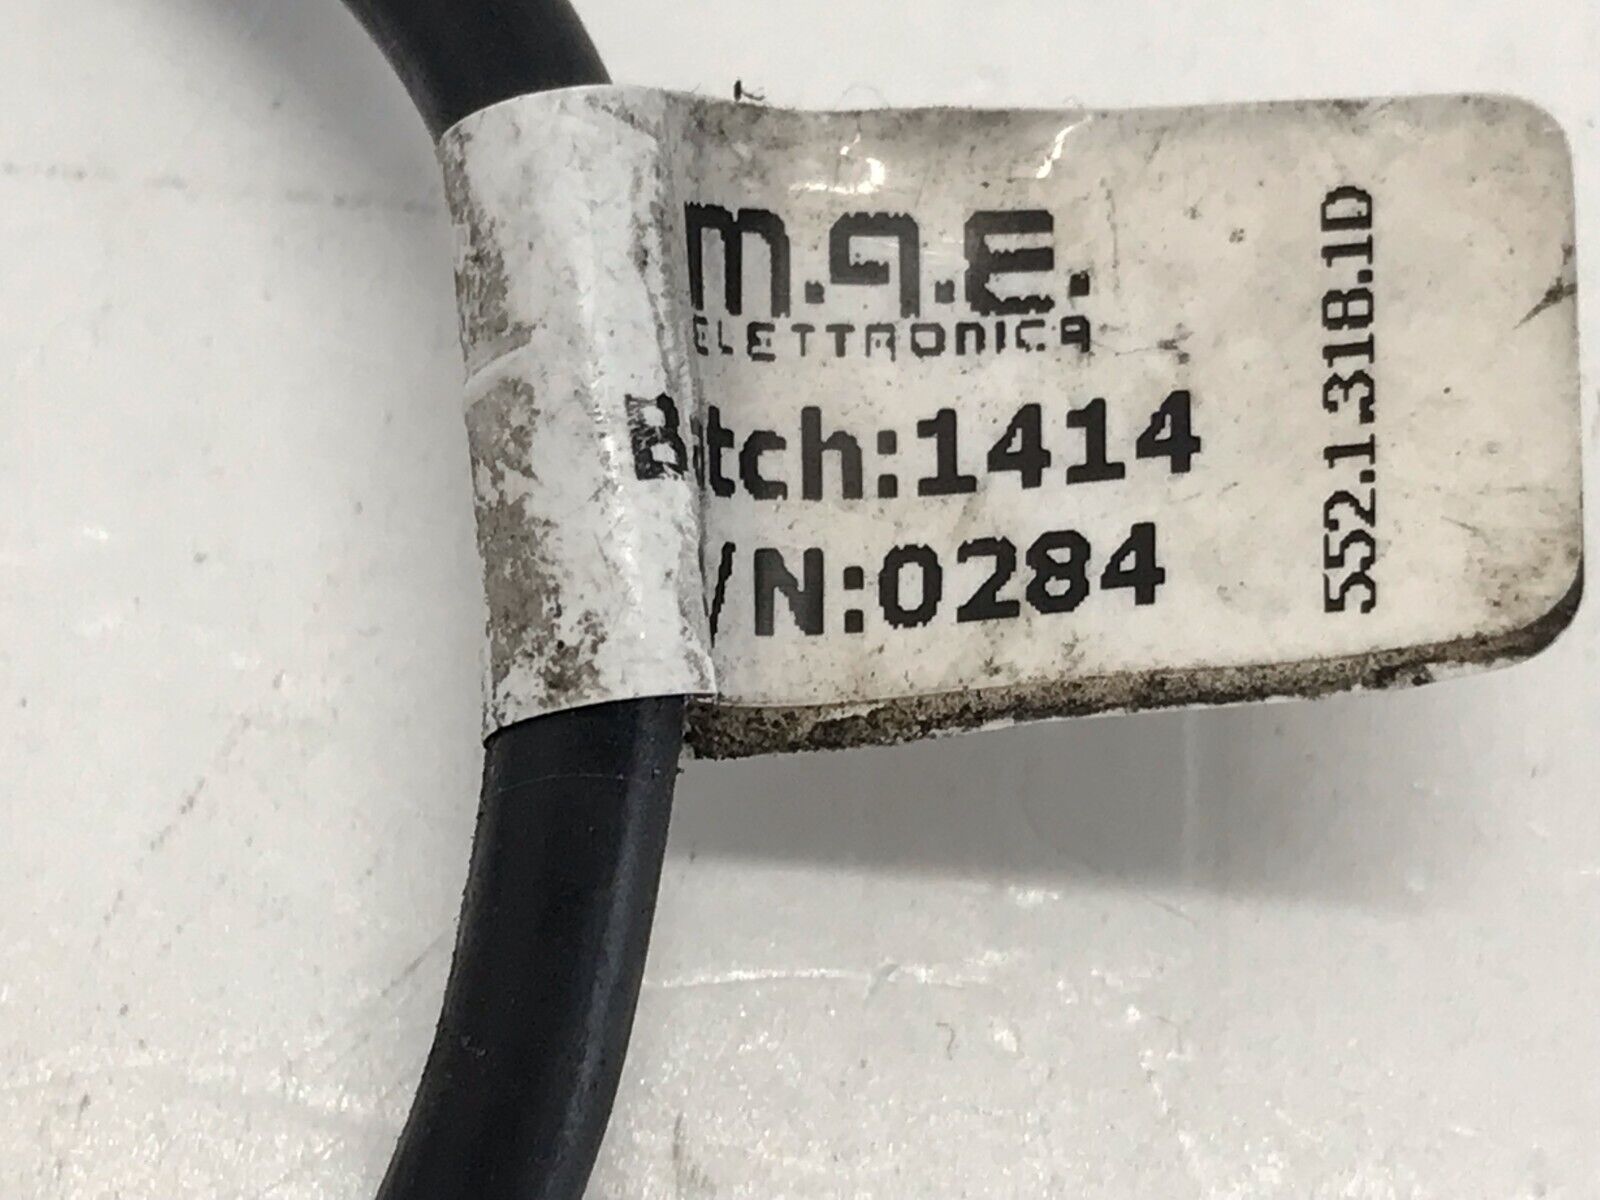 m.a.E.
ELETTRONICA
Batch:1414
/N:0284
552.1.318.1D